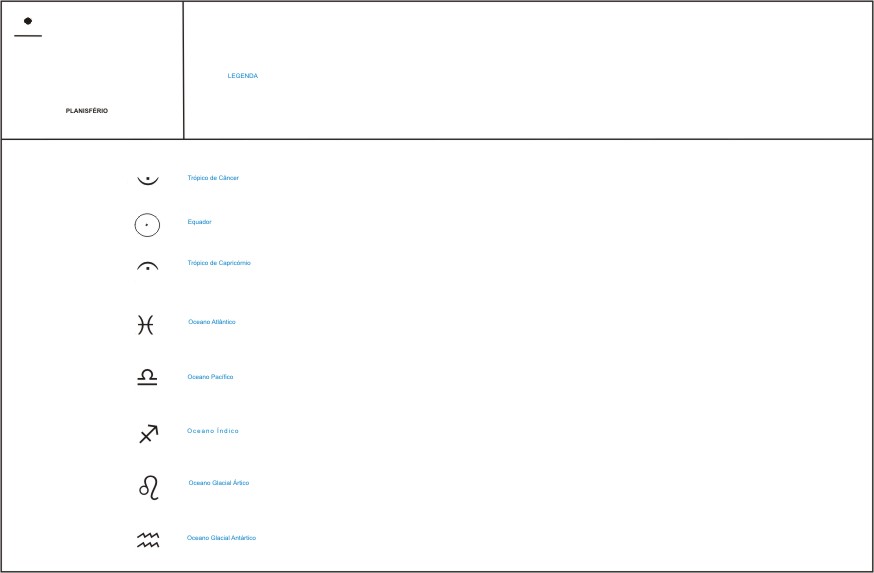 LEGENDA
PLANISFÉRIO
Trópico de Câncer
Equador
Trópico de Capricórnio
Oceano Atlântico
Oceano Pacífico
Oceano Índico
Oceano Glacial Ártico
Oceano Glacial Antártico